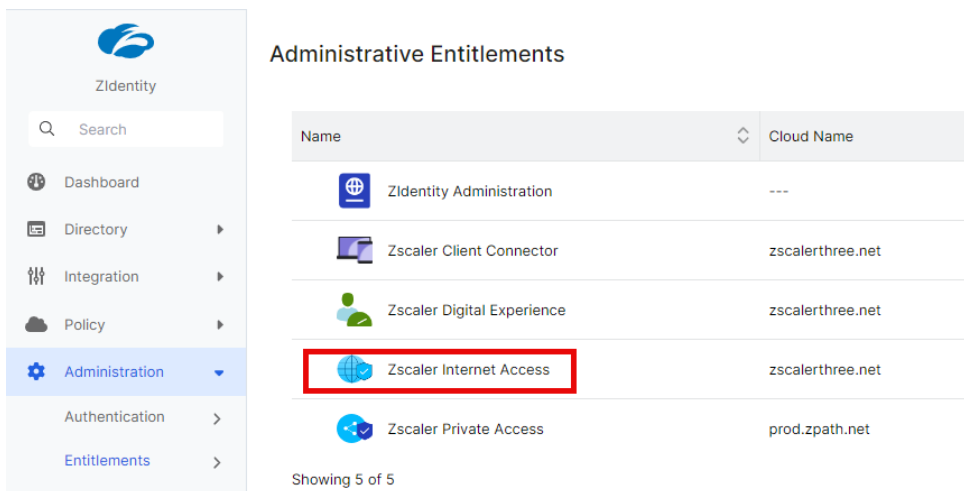 ZIdentity
Search
Dashboard
Directory
Integration
Policy
Administration
Authentication
Entitlements
Administrative Entitlements
Name Cloud Name
ZIdentity Administration ---
Zscaler Client Connector zscalerthree.net
Zscaler Digital Experience zscalerthree.net
Zscaler Internet Access zscalerthree.net
Zscaler Private Access prod.zpath.net
Showing 5 of 5